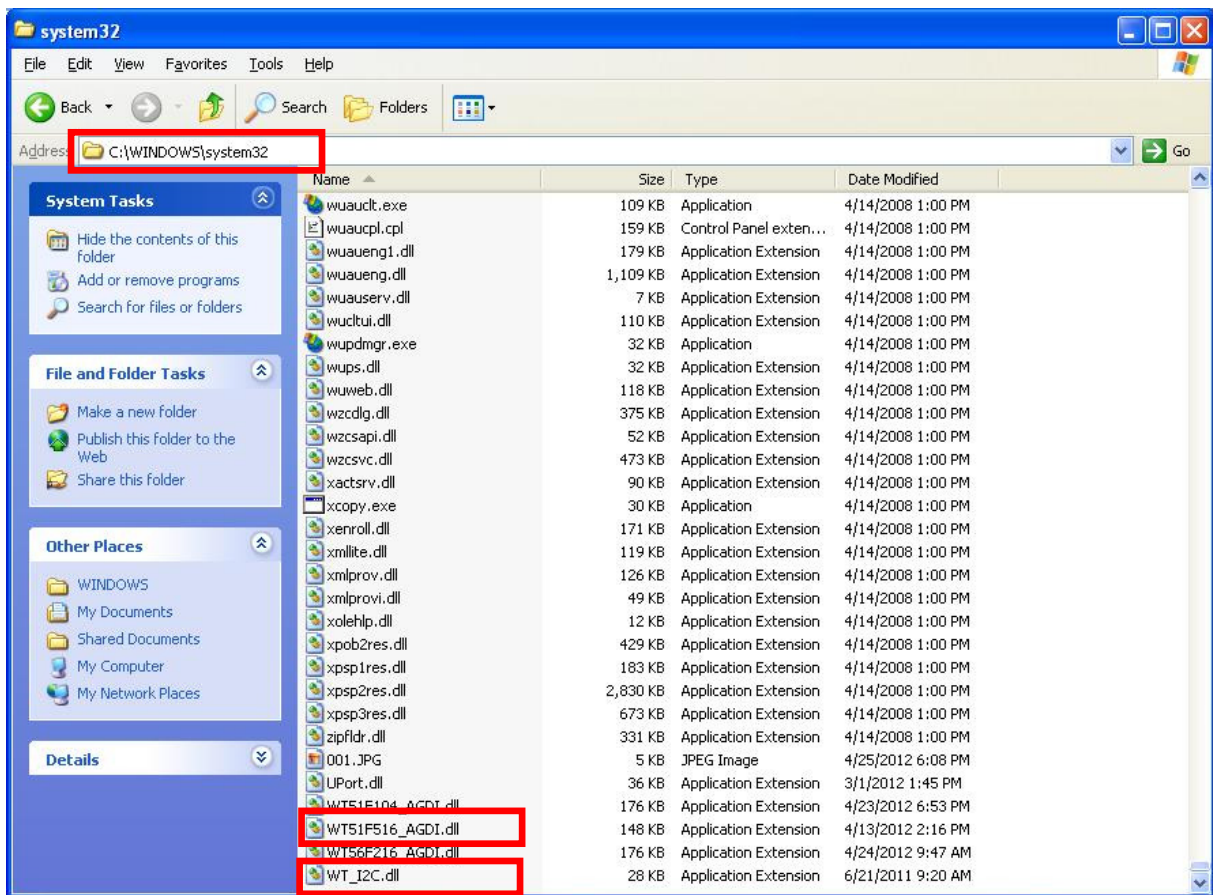 system32
File Edit View Favorites Tools Help
Back Search Folders
Address C:\WINDOWS\system32 Go
System Tasks
Hide the contents of this
folder
Add or remove programs
Search for files or folders
File and Folder Tasks
Make a new folder
Publish this folder to the
Web
Share this folder
Other Places
WINDOWS
My Documents
Shared Documents
My Computer
My Network Places
Details
Name Size Type Date Modified
wuauclt.exe 109 KB Application 4/14/2008 1:00 PM
wuaucpl.cpl 159 KB Control Panel exten... 4/14/2008 1:00 PM
wuaueng1.dll 179 KB Application Extension 4/14/2008 1:00 PM
wuaueng.dll 1,109 KB Application Extension 4/14/2008 1:00 PM
wuauserv.dll 7 KB Application Extension 4/14/2008 1:00 PM
wucltui.dll 110 KB Application Extension 4/14/2008 1:00 PM
wupdmgr.exe 32 KB Application 4/14/2008 1:00 PM
wups.dll 32 KB Application Extension 4/14/2008 1:00 PM
wuweb.dll 118 KB Application Extension 4/14/2008 1:00 PM
wzcdlg.dll 375 KB Application Extension 4/14/2008 1:00 PM
wzcsapi.dll 52 KB Application Extension 4/14/2008 1:00 PM
wzcsvc.dll 473 KB Application Extension 4/14/2008 1:00 PM
xactsrv.dll 90 KB Application Extension 4/14/2008 1:00 PM
xcopy.exe 30 KB Application 4/14/2008 1:00 PM
xenroll.dll 171 KB Application Extension 4/14/2008 1:00 PM
xmllite.dll 119 KB Application Extension 4/14/2008 1:00 PM
xmlprov.dll 126 KB Application Extension 4/14/2008 1:00 PM
xmlprovi.dll 49 KB Application Extension 4/14/2008 1:00 PM
xolehlp.dll 12 KB Application Extension 4/14/2008 1:00 PM
xpob2res.dll 429 KB Application Extension 4/14/2008 1:00 PM
xpsp1res.dll 183 KB Application Extension 4/14/2008 1:00 PM
xpsp2res.dll 2,830 KB Application Extension 4/14/2008 1:00 PM
xpsp3res.dll 673 KB Application Extension 4/14/2008 1:00 PM
zipfldr.dll 331 KB Application Extension 4/14/2008 1:00 PM
001.JPG 5 KB JPEG Image 4/25/2012 6:08 PM
UPort.dll 36 KB Application Extension 3/1/2012 1:45 PM
WT51F104_AGDI.dll 176 KB Application Extension 4/23/2012 6:53 PM
WT51F516_AGDI.dll 148 KB Application Extension 4/13/2012 2:16 PM
WT56F216_AGDI.dll 176 KB Application Extension 4/24/2012 9:47 AM
WT_I2C.dll 28 KB Application Extension 6/21/2011 9:20 AM